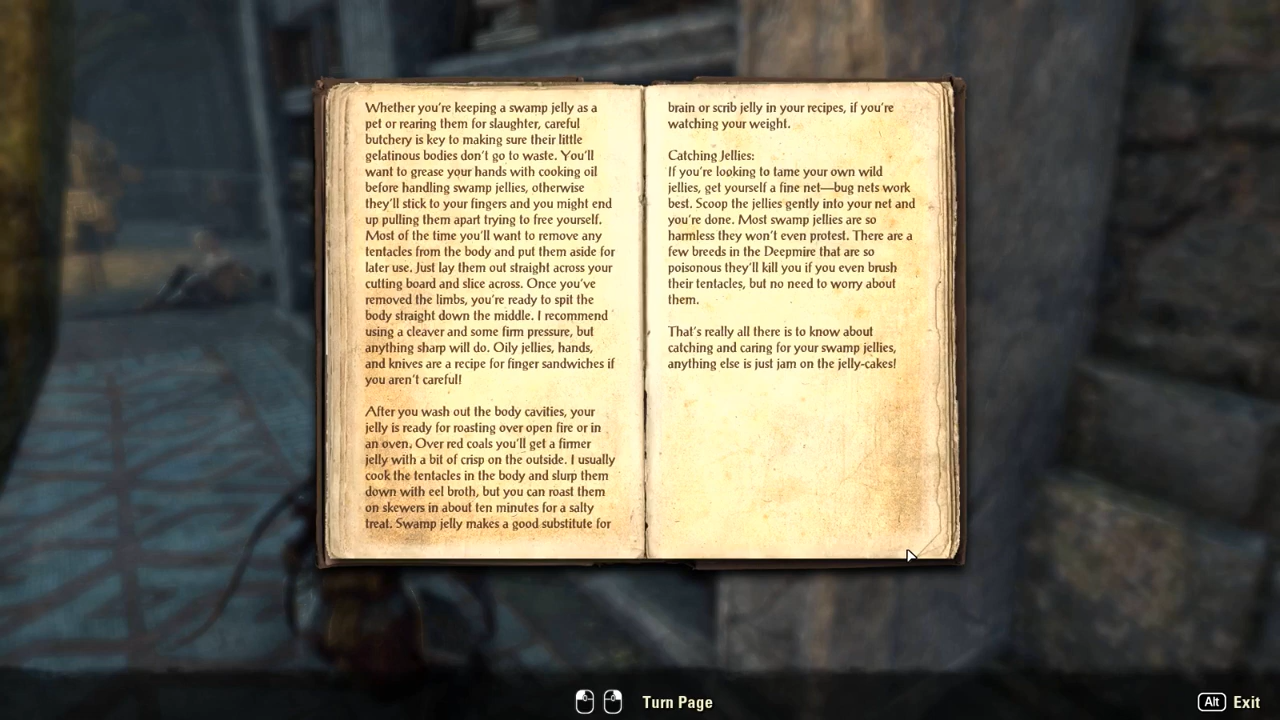 Whether you're keeping a swamp jelly as a
pet or rearing them for slaughter, careful
butchery is key to making sure their little
gelatinous bodies don't go to waste. You'll
want to grease your hands with cooking oil
before handling swamp jellies, otherwise
they'll stick to your fingers and you might end
up pulling them apart trying to free yourself.
Most of the time you'll want to remove any
tentacles from the body and put them aside for
later use. Just lay them out straight across your
cutting board and slice across. Once you've
removed the limbs, you're ready to spit the
body straight down the middle. I recommend
using a cleaver and some firm pressure, but
anything sharp will do. Oily jellies, hands,
and knives are a recipe for finger sandwiches if
you aren't careful!
After you wash out the body cavities, your
jelly is ready for roasting over open fire or in
an oven. Over red coals you'll get a firmer
jelly with a bit of crisp on the outside. I usually
cook the tentacles in the body and slurp them
down with eel broth, but you can roast them
on skewers in about ten minutes for a salty
treat. Swamp jelly makes a good substitute for
brain or scrib jelly in your recipes, if you're
watching your weight.
Catching Jellies:
If you're looking to tame your own wild
jellies, get yourself a fine net—bug nets work
best. Scoop the jellies gently into your net and
you're done. Most swamp jellies are so
harmless they won't even protest. There are a
few breeds in the Deepmire that are so
poisonous they'll kill you if you even brush
their tentacles, but no need to worry about
them.
That's really all there is to know about
catching and caring for your swamp jellies,
anything else is just jam on the jelly-cakes!
Turn Page
Alt Exit